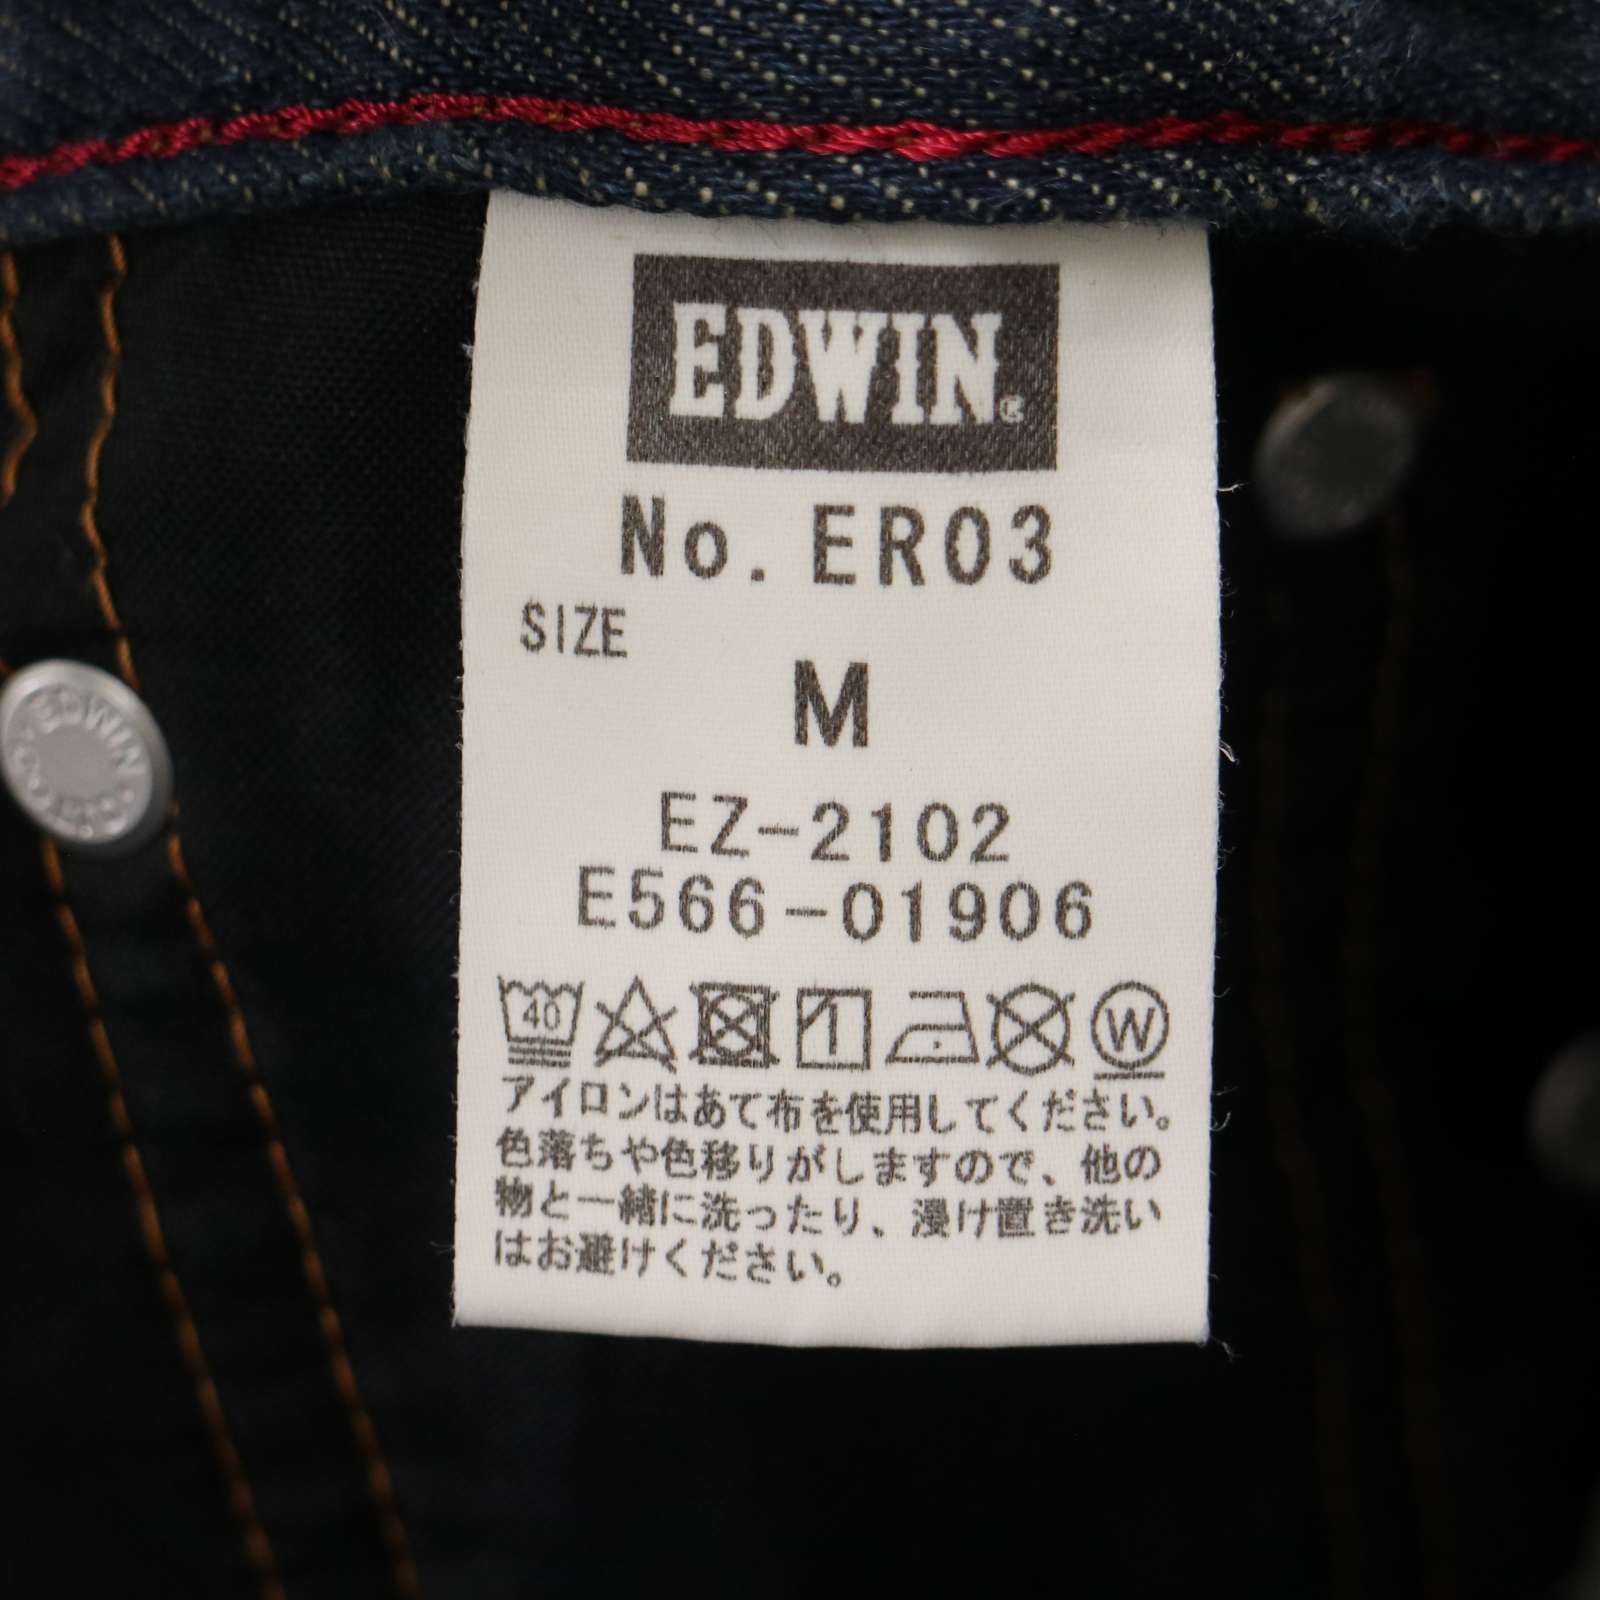 EDWIN®
No. ER03
SIZE
M
EZ-2102
E566-01906
40
1
W
アイロンはあて布を使用してください。
色落ちや色移りがしますので、他の
物と一緒に洗ったり、浸け置き洗い
はお避けください。
EDWIN